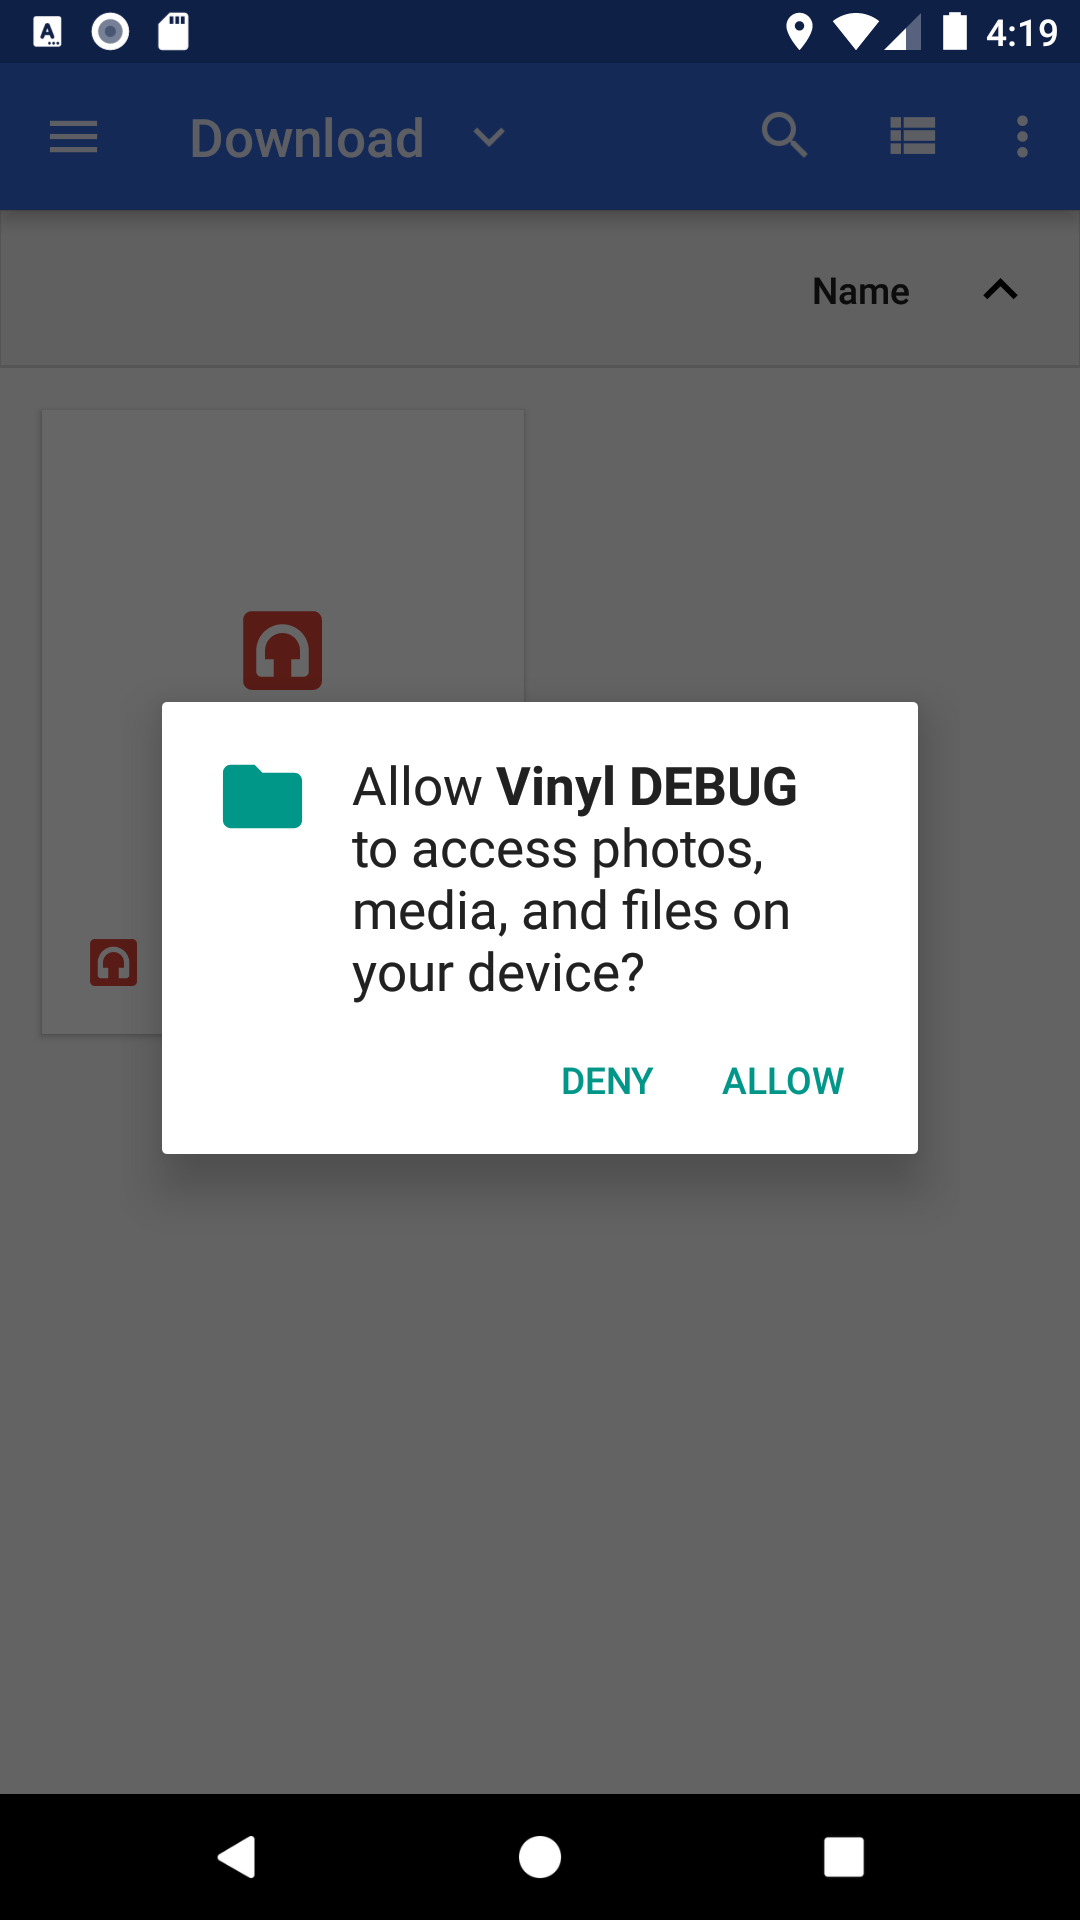 4:19
Download
Name
Allow Vinyl DEBUG
to access photos,
media, and files on
your device?
DENY ALLOW